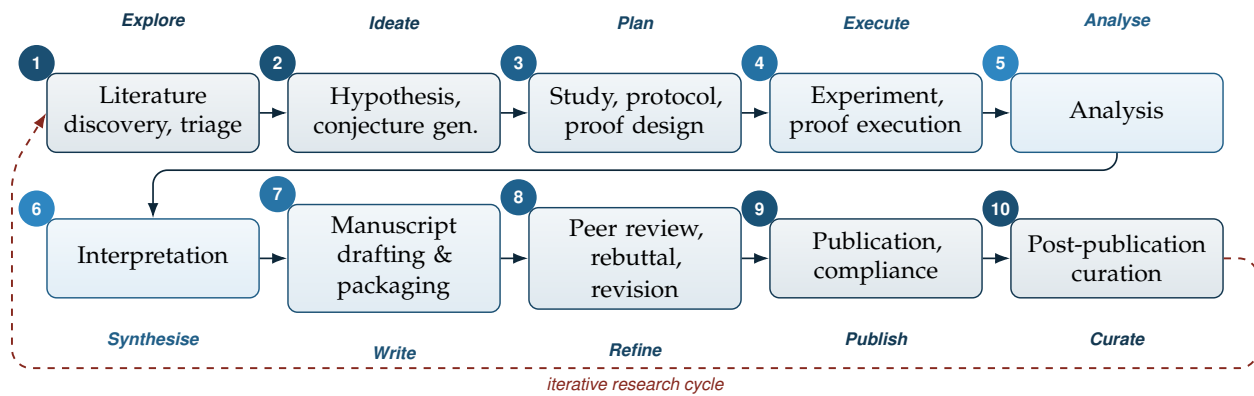 Explore
Ideate
Plan
Execute
Analyse
1
Literature
discovery, triage
2
Hypothesis,
conjecture gen.
3
Study, protocol,
proof design
4
Experiment,
proof execution
5
Analysis
6
Interpretation
7
Manuscript
drafting &
packaging
8
Peer review,
rebuttal,
revision
9
Publication,
compliance
10
Post-publication
curation
Synthesise
Write
Refine
Publish
Curate
iterative research cycle